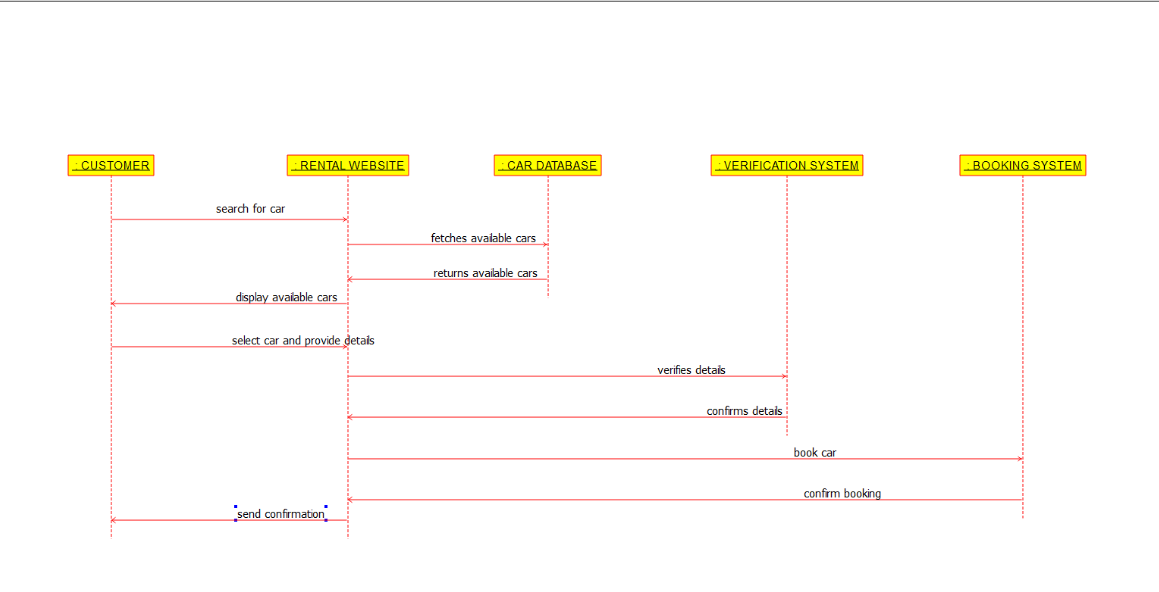 : CUSTOMER
: RENTAL WEBSITE
: CAR DATABASE
: VERIFICATION SYSTEM
: BOOKING SYSTEM
search for car
fetches available cars
returns available cars
display available cars
select car and provide details
verifies details
confirms details
book car
confirm booking
send confirmation